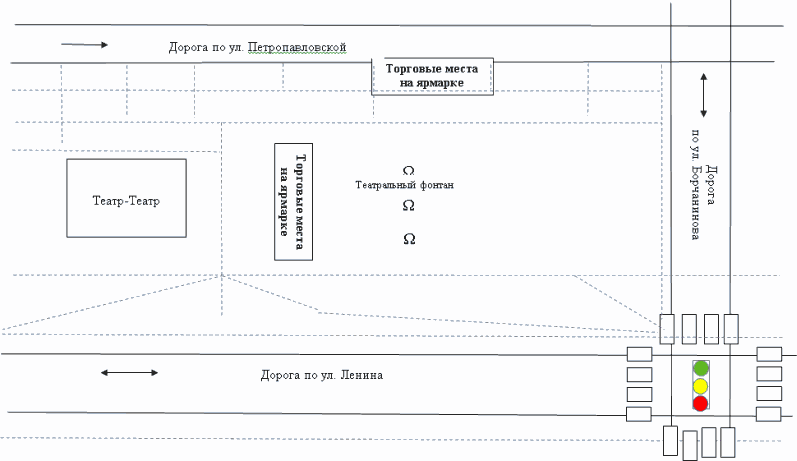 Дорога по ул. Петропавловской
Торговые места
на ярмарке
Дорога
по ул. Борчанинова
Театр-Театр
Торговые места
на ярмарке
Ω
Театральный фонтан
Ω
Ω
Дорога по ул. Ленина